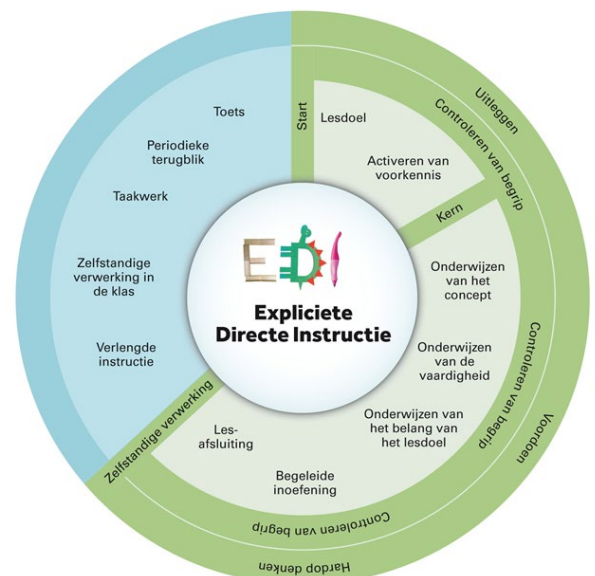 EDI
Expliciete
Directe Instructie
Start
Lesdoel
Activeren van
voorkennis
Kern
Onderwijzen
van het
concept
Onderwijzen
van de
vaardigheid
Onderwijzen van
het belang van
het lesdoel
Begeleide
inoefening
Les-
afsluiting
Zelfstandige verwerking
Verlengde
instructie
Zelfstandige
verwerking in
de klas
Taakwerk
Periodieke
terugblik
Toets
Controleren van begrip
Controleren van begrip
Controleren van begrip
Uitleggen
Voordoen
Hardop denken